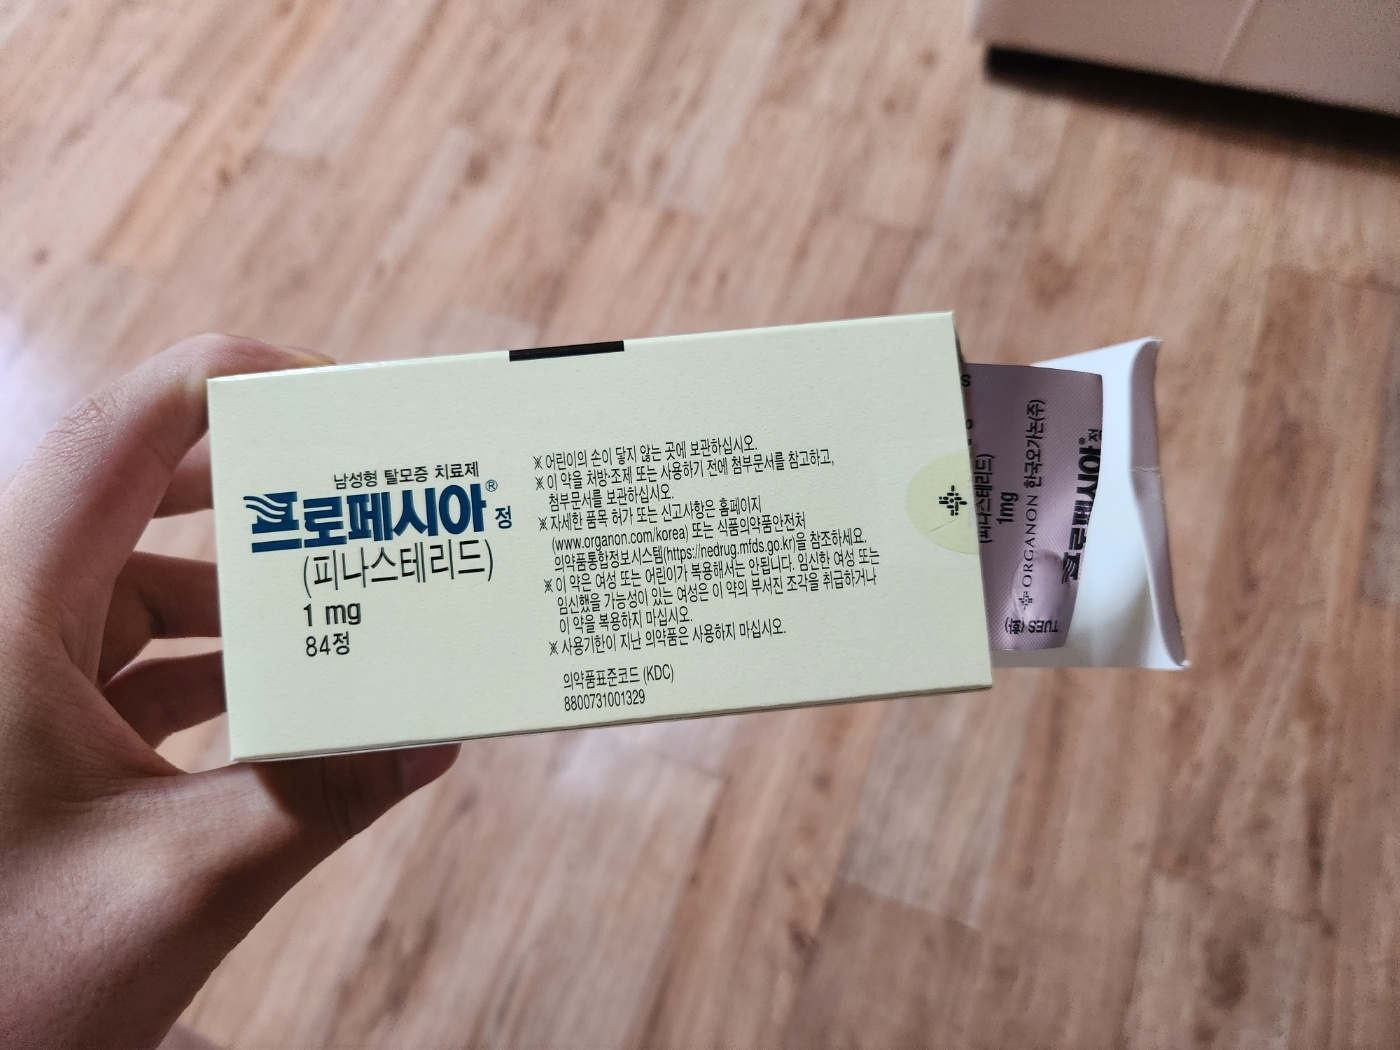 남성형 탈모증 치료제
프로페시아® 정
(피나스테리드)
1 mg
84정
※ 어린이의 손이 닿지 않는 곳에 보관하십시오.
※ 이 약을 처방·조제 또는 사용하기 전에 첨부문서를 참고하고,
첨부문서를 보관하십시오.
※ 자세한 품목 허가 또는 신고사항은 홈페이지
(www.organon.com/korea) 또는 식품의약품안전처
의약품통합정보시스템(https://nedrug.mfds.go.kr)을 참조하세요.
※ 이 약은 여성 또는 어린이가 복용해서는 안됩니다. 임신한 여성 또는
임신했을 가능성이 있는 여성은 이 약의 부서진 조각을 취급하거나
이 약을 복용하지 마십시오.
※ 사용기한이 지난 의약품은 사용하지 마십시오.
의약품표준코드 (KDC)
8800731001329
(피나스테리드)
1mg
ORGANON 한국오가논(주)
프로페시아® 정
TUES (화)